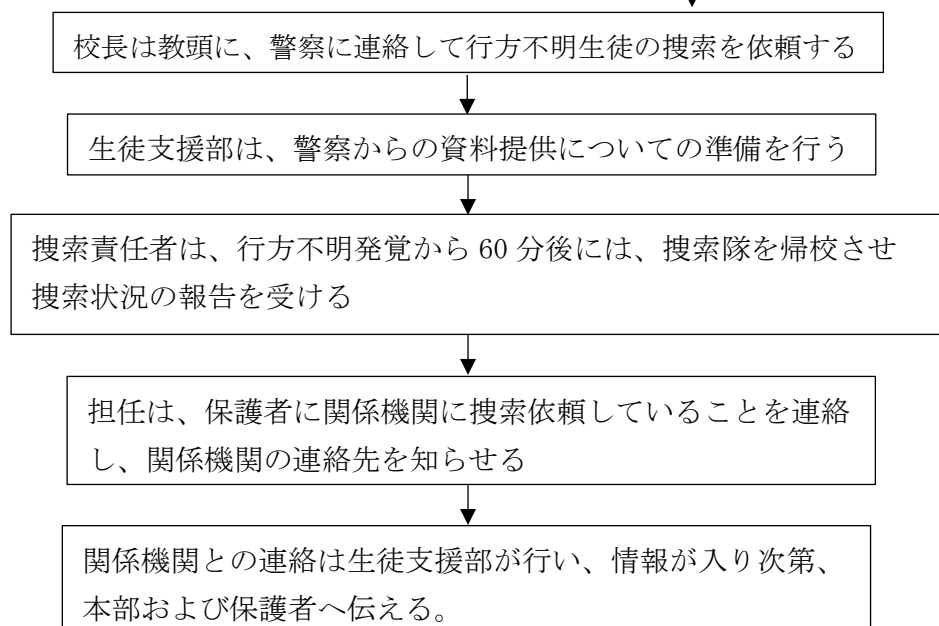 校長は教頭に、警察に連絡して行方不明生徒の捜索を依頼する
生徒支援部は、警察からの資料提供についての準備を行う
捜索責任者は、行方不明発覚から 60 分後には、捜索隊を帰校させ
捜索状況の報告を受ける
担任は、保護者に関係機関に捜索依頼していることを連絡
し、関係機関の連絡先を知らせる
関係機関との連絡は生徒支援部が行い、情報が入り次第、
本部および保護者へ伝える。